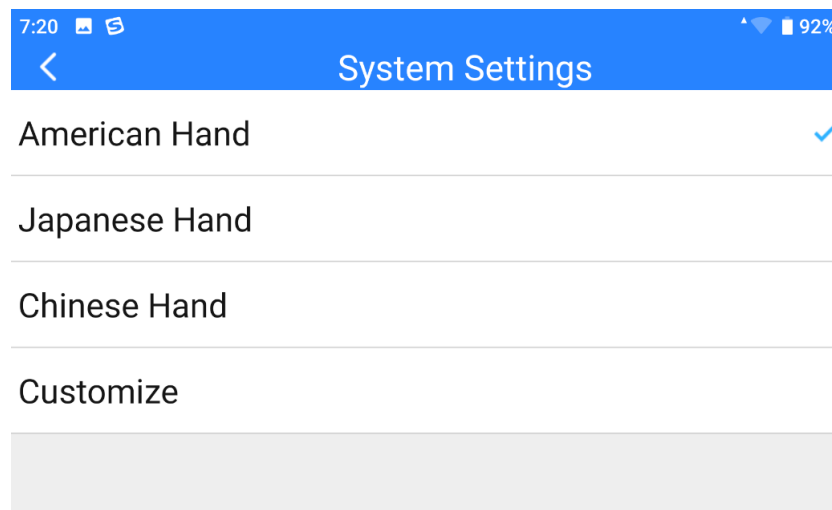 7:20 92%
System Settings
American Hand
Japanese Hand
Chinese Hand
Customize